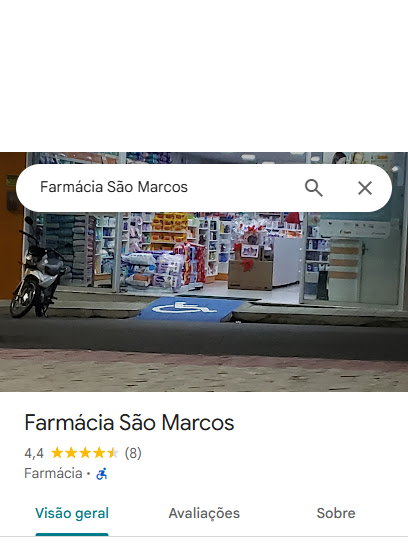 Farmácia São Marcos
Farmácia São Marcos
4,4 (8)
Farmácia ·
Visão geral Avaliações Sobre